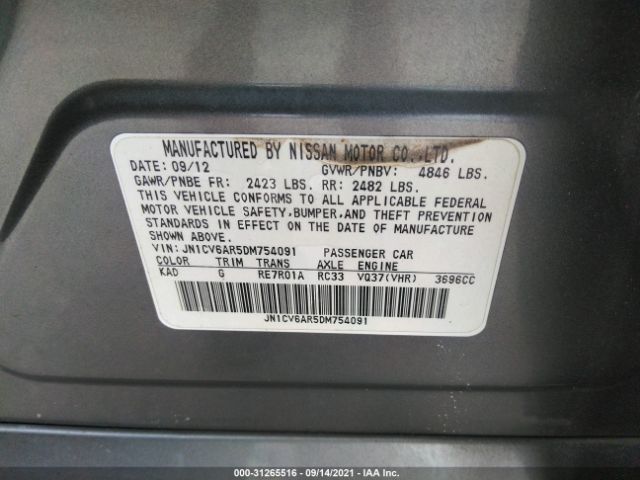 MANUFACTURED BY NISSAN MOTOR CO.,LTD.
DATE: 09/12 GVWR/PNBV: 4846 LBS.
GAWR/PNBE FR: 2423 LBS. RR: 2482 LBS.
THIS VEHICLE CONFORMS TO ALL APPLICABLE FEDERAL
MOTOR VEHICLE SAFETY,BUMPER,AND THEFT PREVENTION
STANDARDS IN EFFECT ON THE DATE OF MANUFACTURE
SHOWN ABOVE.
VIN: JN1CV6AR5DM754091 PASSENGER CAR
COLOR TRIM TRANS AXLE ENGINE
KAD G RE7R01A RC33 VQ37(VHR) 3696CC
JN1CV6AR5DM754091
000-31265516 - 09/14/2021 - IAA Inc.